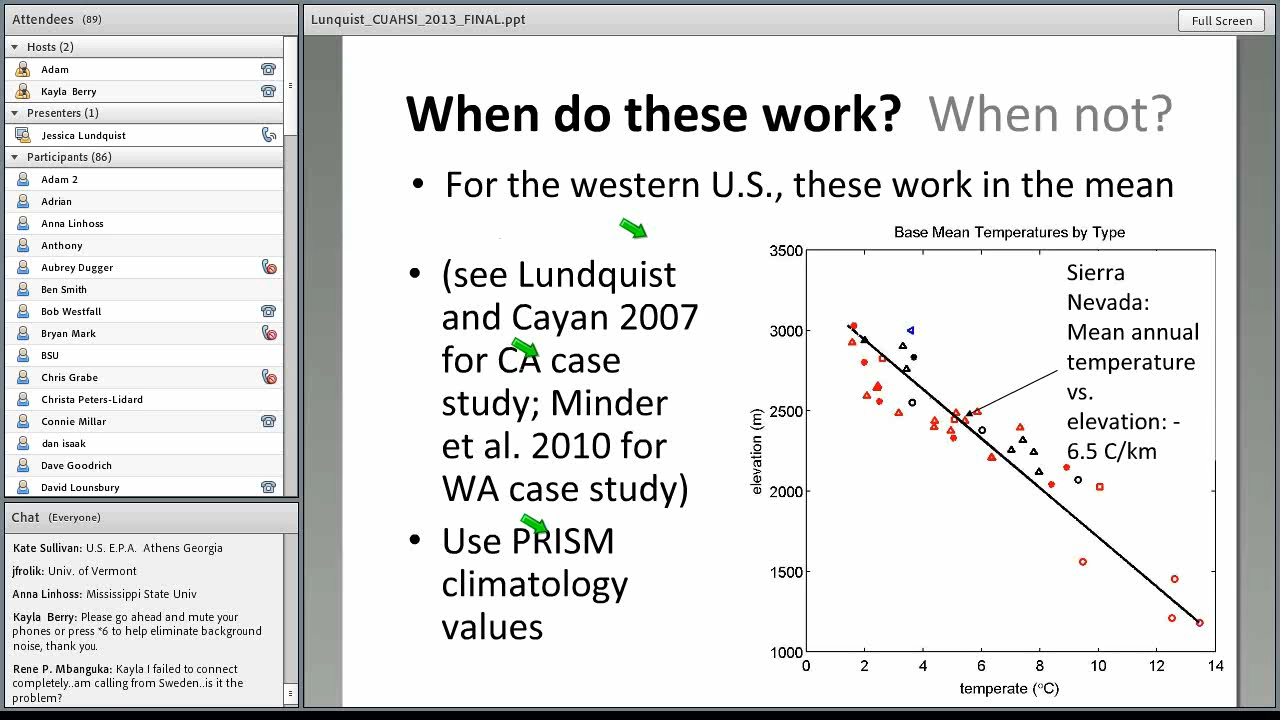 Attendees (89)
Hosts (2)
Adam
Kayla Berry
Presenters (1)
Jessica Lundquist
Participants (86)
Adam 2
Adrian
Anna Linhoss
Anthony
Aubrey Dugger
Ben Smith
Bob Westfall
Bryan Mark
BSU
Chris Grabe
Christa Peters-Lidard
Connie Millar
dan isaak
Dave Goodrich
David Lounsbury
Chat (Everyone)
Kate Sullivan: U.S. E.P.A. Athens Georgia
jfrolik: Univ. of Vermont
Anna Linhoss: Mississippi State Univ
Kayla Berry: Please go ahead and mute your
phones or press *6 to help eliminate background
noise, thank you.
Rene P. Mbanguka: Kayla I failed to connect
completely..am calling from Sweden..is it the
problem?
Lunquist_CUAHSI_2013_FINAL.ppt
Full Screen
When do these work? When not?
• For the western U.S., these work in the mean
• (see Lundquist
and Cayan 2007
for CA case
study; Minder
et al. 2010 for
WA case study)
• Use PRISM
climatology
values
Base Mean Temperatures by Type
3500
3000
2500
2000
1500
1000
elevation (m)
0 2 4 6 8 10 12 14
temperate (°C)
Sierra
Nevada:
Mean annual
temperature
vs.
elevation: -
6.5 C/km